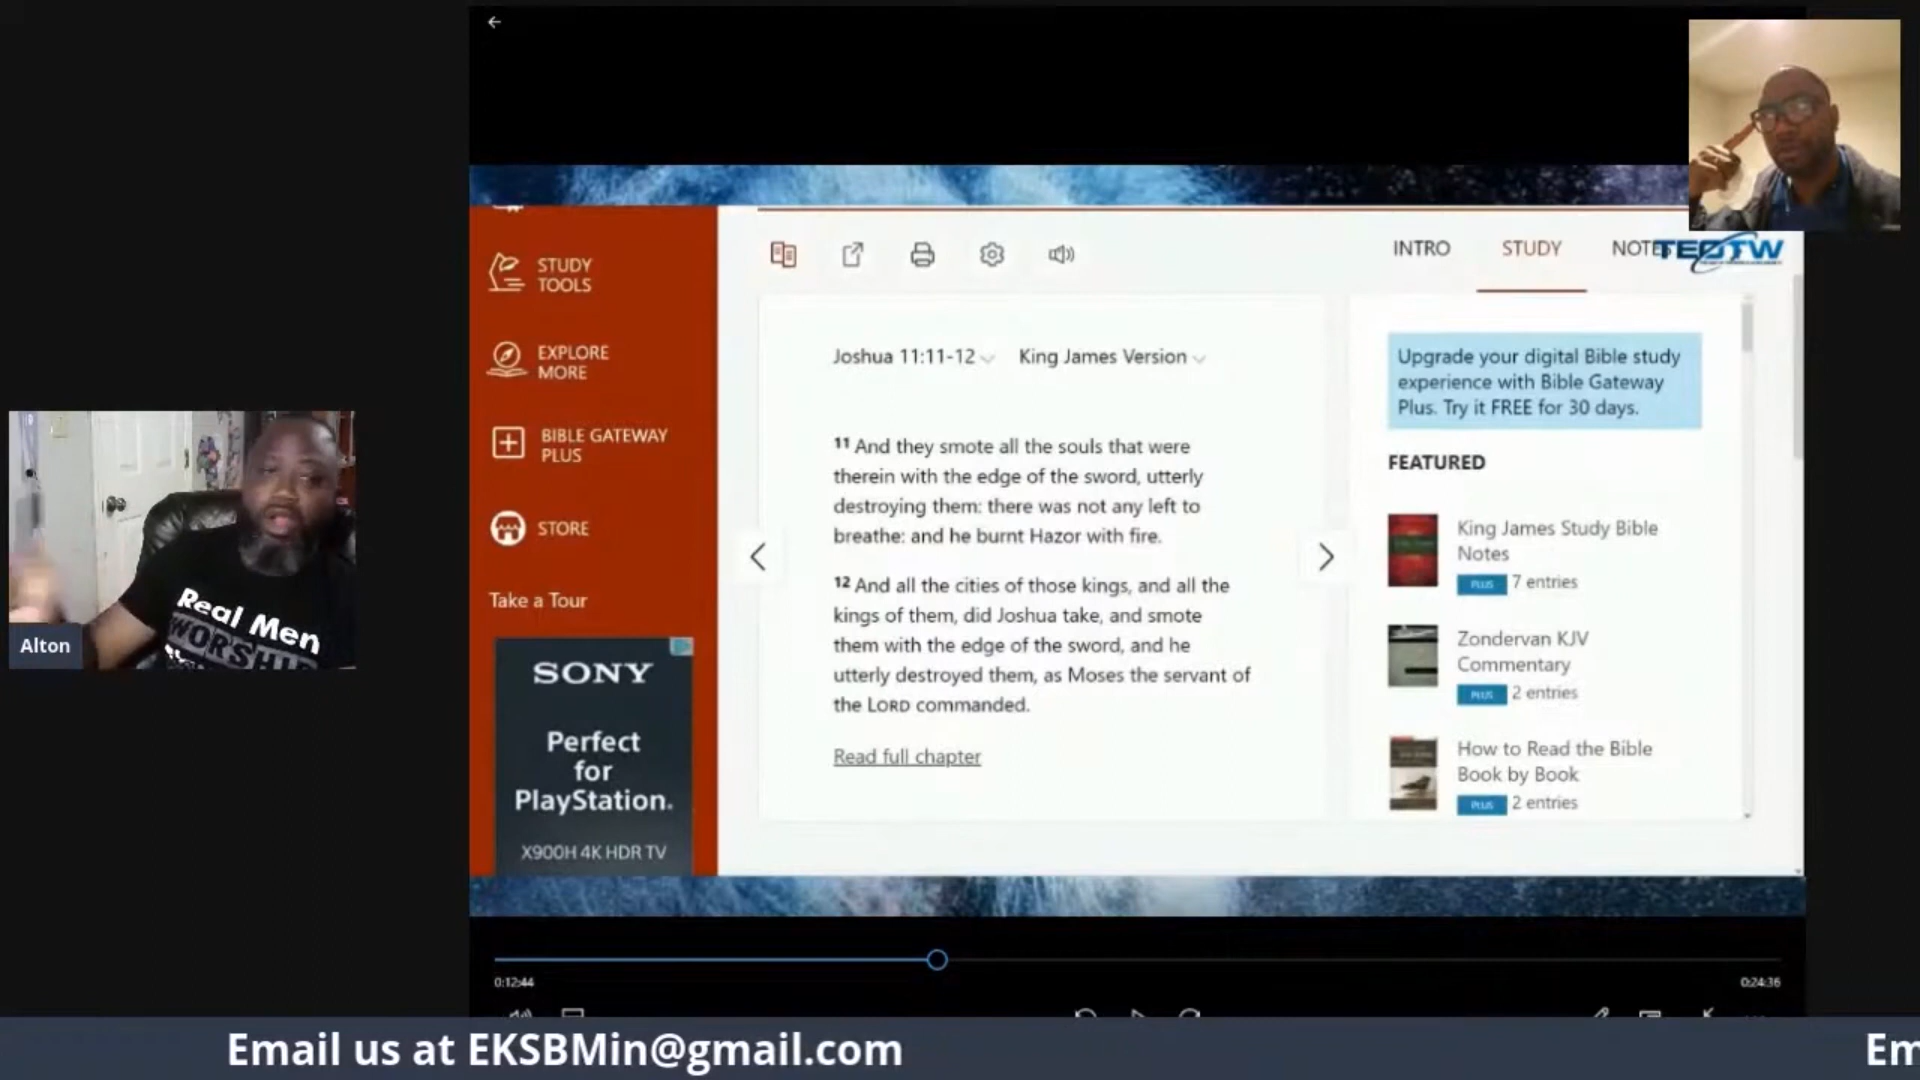 STUDY
TOOLS
EXPLORE
MORE
BIBLE GATEWAY
PLUS
STORE
Take a Tour
SONY
Perfect
for
PlayStation.
X900H 4K HDR TV
Alton
Real Men
WORSHIP
INTRO STUDY NOTES
TEOTW
Joshua 11:11-12 King James Version
11 And they smote all the souls that were
therein with the edge of the sword, utterly
destroying them: there was not any left to
breathe: and he burnt Hazor with fire.
12 And all the cities of those kings, and all the
kings of them, did Joshua take, and smote
them with the edge of the sword, and he
utterly destroyed them, as Moses the servant of
the LORD commanded.
Read full chapter
Upgrade your digital Bible study
experience with Bible Gateway
Plus. Try it FREE for 30 days.
FEATURED
King James Study Bible
Notes
PLUS 7 entries
Zondervan KJV
Commentary
PLUS 2 entries
How to Read the Bible
Book by Book
PLUS 2 entries
0:12:44
0:24:36
Email us at EKSBMin@gmail.com
Em